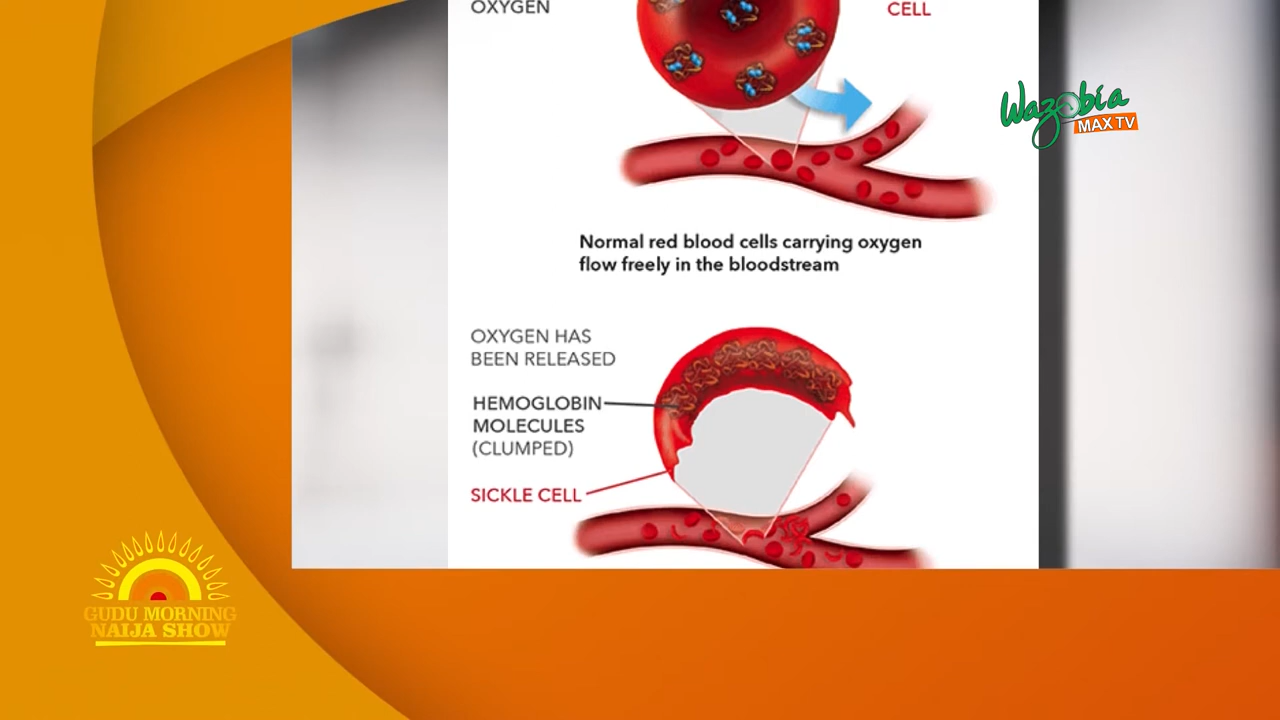 OXYGEN
CELL
Wazobia
MAX TV
Normal red blood cells carrying oxygen
flow freely in the bloodstream
OXYGEN HAS
BEEN RELEASED
HEMOGLOBIN
MOLECULES
(CLUMPED)
SICKLE CELL
GUDU MORNING
NAIJA SHOW